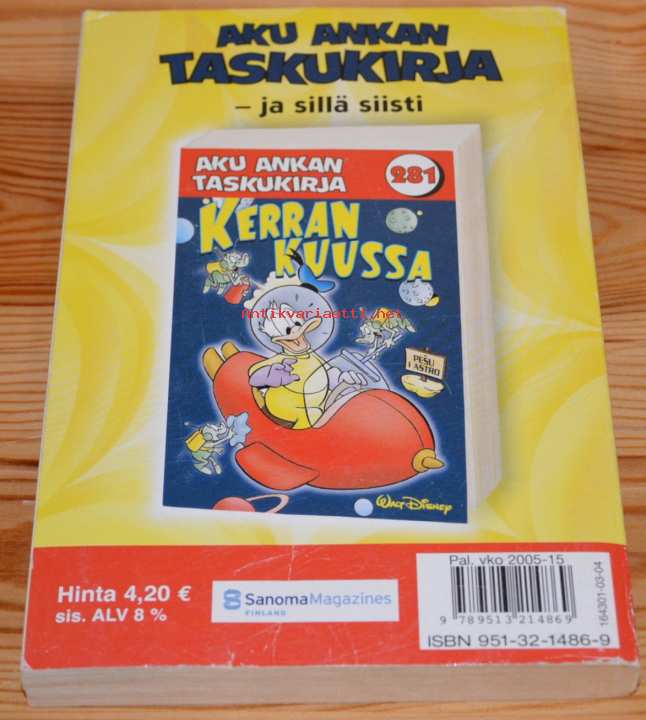 AKU ANKAN
TASKUKIRJA
– ja sillä siisti
AKU ANKAN
TASKUKIRJA
281
KERRAN
KUUSSA
Antikvariaatti.net
PESU
1 ASTRO
WALT DISNEY
Hinta 4,20 €
sis. ALV 8 %
SanomaMagazines
FINLAND
Pal. vko 2005-15
164301-03-04
9 789513 214869
ISBN 951-32-1486-9